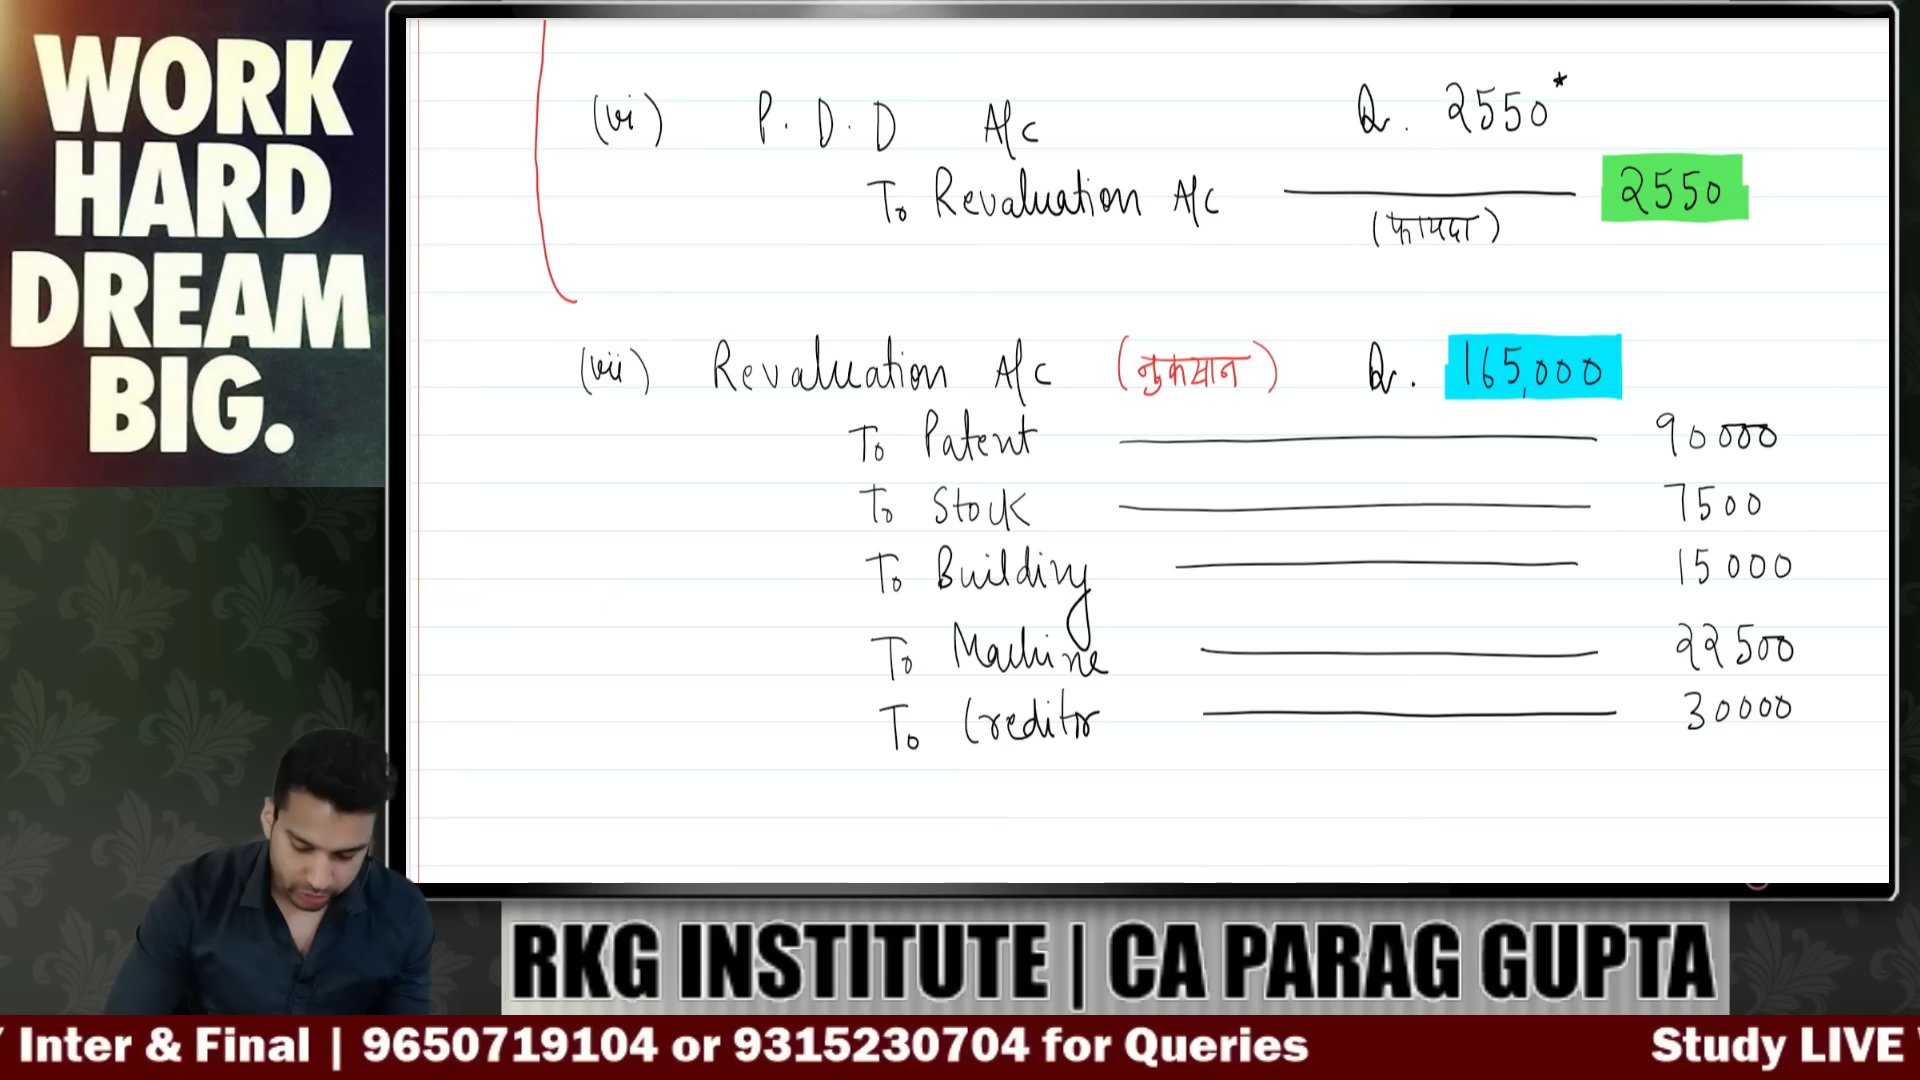 WORK
HARD
DREAM
BIG.
(vi) P. D. D A/c Dr. 2550*
To Revaluation A/c 2550
(फायदा)
(vii) Revaluation A/c (नुकसान) Dr. 165,000
To Patent 90000
To Stock 7500
To Building 15000
To Machine 22500
To Creditor 30000
RKG INSTITUTE | CA PARAG GUPTA
Inter & Final | 9650719104 or 9315230704 for Queries Study LIVE